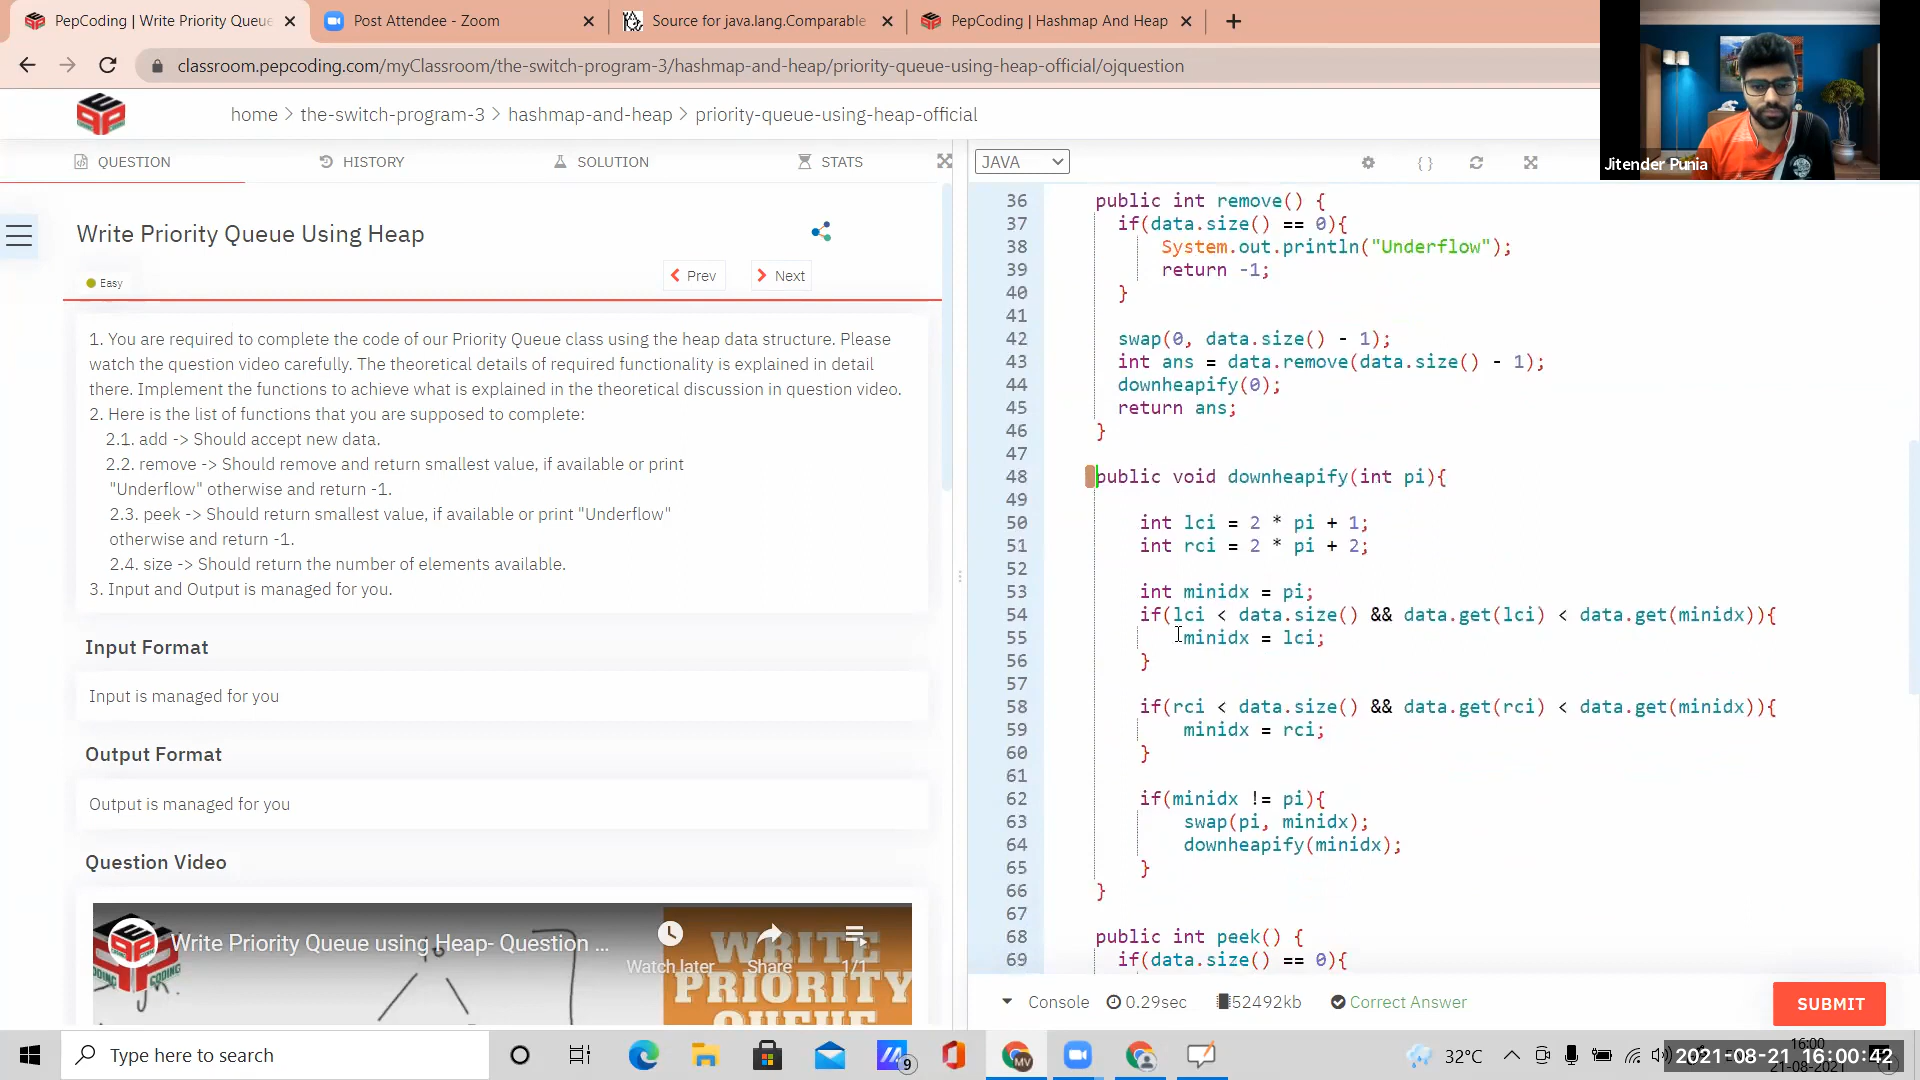 PepCoding | Write Priority Queue
Post Attendee - Zoom
Source for java.lang.Comparable
PepCoding | Hashmap And Heap
classroom.pepcoding.com/myClassroom/the-switch-program-3/hashmap-and-heap/priority-queue-using-heap-official/ojquestion
home > the-switch-program-3 > hashmap-and-heap > priority-queue-using-heap-official
Jitender Punia
QUESTION
HISTORY
SOLUTION
STATS
JAVA
Write Priority Queue Using Heap
Prev
Next
Easy
1. You are required to complete the code of our Priority Queue class using the heap data structure. Please
watch the question video carefully. The theoretical details of required functionality is explained in detail
there. Implement the functions to achieve what is explained in the theoretical discussion in question video.
2. Here is the list of functions that you are supposed to complete:
2.1. add -> Should accept new data.
2.2. remove -> Should remove and return smallest value, if available or print
"Underflow" otherwise and return -1.
2.3. peek -> Should return smallest value, if available or print "Underflow"
otherwise and return -1.
2.4. size -> Should return the number of elements available.
3. Input and Output is managed for you.
Input Format
Input is managed for you
Output Format
Output is managed for you
Question Video
Write Priority Queue using Heap- Question ...
Watch later
Share
1/1
WRITE
PRIORITY
QUEUE
36 public int remove() {
37 if(data.size() == 0){
38 System.out.println("Underflow");
39 return -1;
40 }
41
42 swap(0, data.size() - 1);
43 int ans = data.remove(data.size() - 1);
44 downheapify(0);
45 return ans;
46 }
47
48 public void downheapify(int pi){
49
50 int lci = 2 * pi + 1;
51 int rci = 2 * pi + 2;
52
53 int minidx = pi;
54 if(lci < data.size() && data.get(lci) < data.get(minidx)){
55 minidx = lci;
56 }
57
58 if(rci < data.size() && data.get(rci) < data.get(minidx)){
59 minidx = rci;
60 }
61
62 if(minidx != pi){
63 swap(pi, minidx);
64 downheapify(minidx);
65 }
66 }
67
68 public int peek() {
69 if(data.size() == 0){
Console
0.29sec
52492kb
Correct Answer
SUBMIT
Type here to search
9
MV
32°C
16:00
2021-08-21 16:00:42
21-08-2021